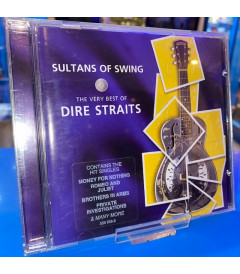 SULTANS OF SWING
THE VERY BEST OF
DIRE STRAITS
CONTAINS THE
HIT SINGLES
MONEY FOR NOTHING
ROMEO AND
JULIET
BROTHERS IN ARMS
PRIVATE
INVESTIGATIONS
& MANY MORE